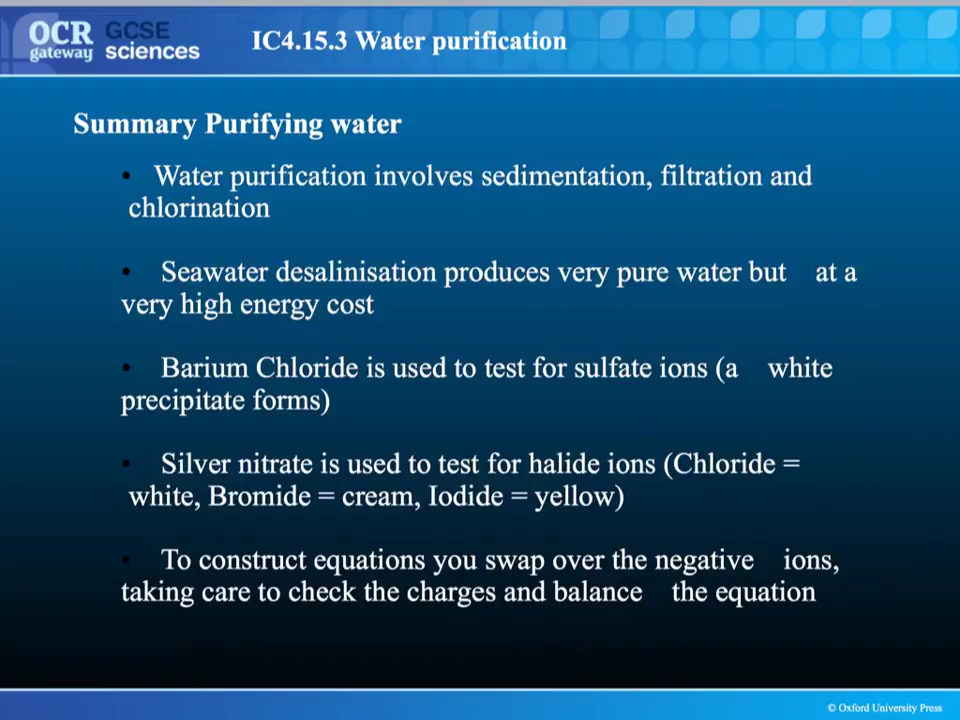 OCR GCSE
gateway sciences
IC4.15.3 Water purification
Summary Purifying water
• Water purification involves sedimentation, filtration and
chlorination
• Seawater desalinisation produces very pure water but at a
very high energy cost
• Barium Chloride is used to test for sulfate ions (a white
precipitate forms)
• Silver nitrate is used to test for halide ions (Chloride =
white, Bromide = cream, Iodide = yellow)
• To construct equations you swap over the negative ions,
taking care to check the charges and balance the equation
© Oxford University Press